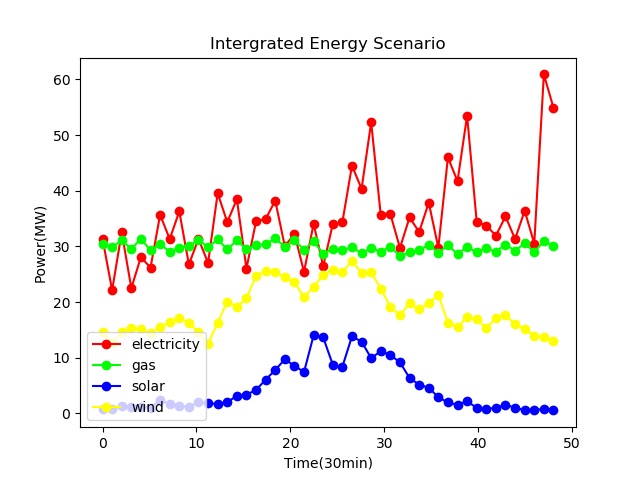 Intergrated Energy Scenario
Power(MW)
60
50
40
30
20
10
0
electricity
gas
solar
wind
0 10 20 30 40 50
Time(30min)